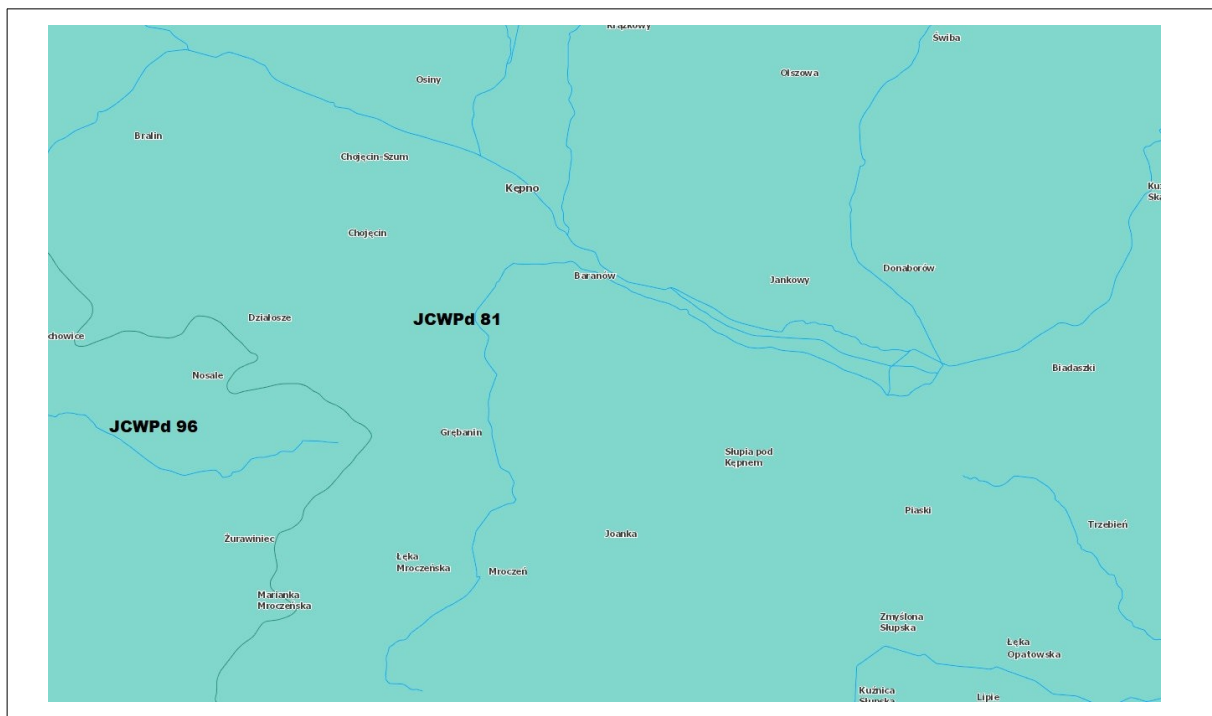 Krążkowy
Świba
Osiny
Olszowa
Bralin
Chojęcin-Szum
Kępno
Chojęcin
Baranów
Jankowy
Donaborów
Działosze
JCWPd 81
chowice
Biadaszki
Nosale
JCWPd 96
Grębanin
Słupia pod
Kępnem
Piaski
Trzebień
Joanka
Żurawiniec
Łęka
Mroczeńska
Mroczeń
Marianka
Mroczeńska
Zmyślona
Słupska
Łęka
Opatowska
Kuźnica
Słupska
Lipie